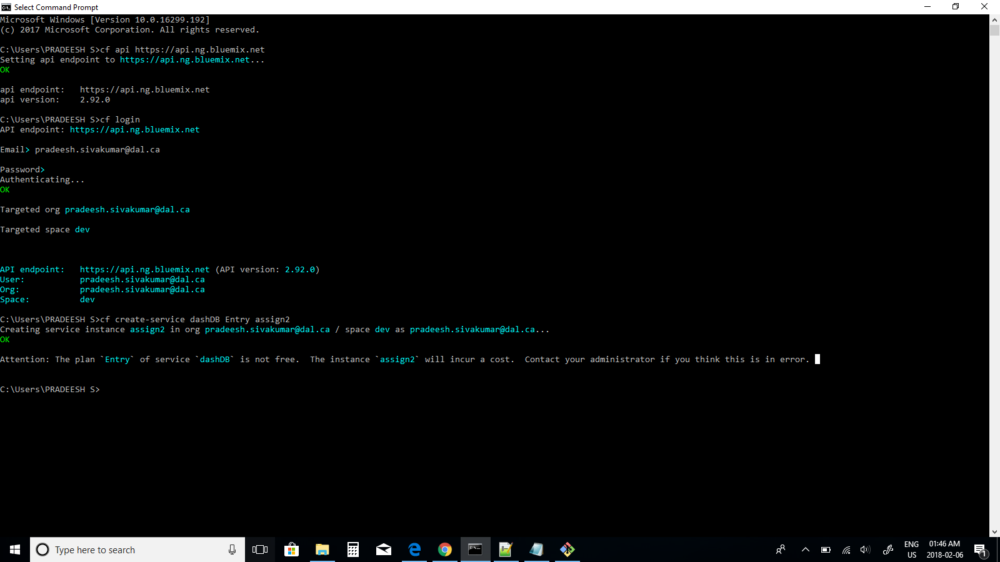 Select Command Prompt
Microsoft Windows [Version 10.0.16299.192]
(c) 2017 Microsoft Corporation. All rights reserved.
C:\Users\PRADEESH S>cf api https://api.ng.bluemix.net
Setting api endpoint to https://api.ng.bluemix.net...
OK
api endpoint:   https://api.ng.bluemix.net
api version:    2.92.0
C:\Users\PRADEESH S>cf login
API endpoint: https://api.ng.bluemix.net
Email> pradeesh.sivakumar@dal.ca
Password>
Authenticating...
OK
Targeted org pradeesh.sivakumar@dal.ca
Targeted space dev
API endpoint:   https://api.ng.bluemix.net (API version: 2.92.0)
User:           pradeesh.sivakumar@dal.ca
Org:            pradeesh.sivakumar@dal.ca
Space:          dev
C:\Users\PRADEESH S>cf create-service dashDB Entry assign2
Creating service instance assign2 in org pradeesh.sivakumar@dal.ca / space dev as pradeesh.sivakumar@dal.ca...
OK
Attention: The plan `Entry` of service `dashDB` is not free.  The instance `assign2` will incur a cost.  Contact your administrator if you think this is in error.
C:\Users\PRADEESH S>
Type here to search
ENG 01:46 AM
US 2018-02-06 1